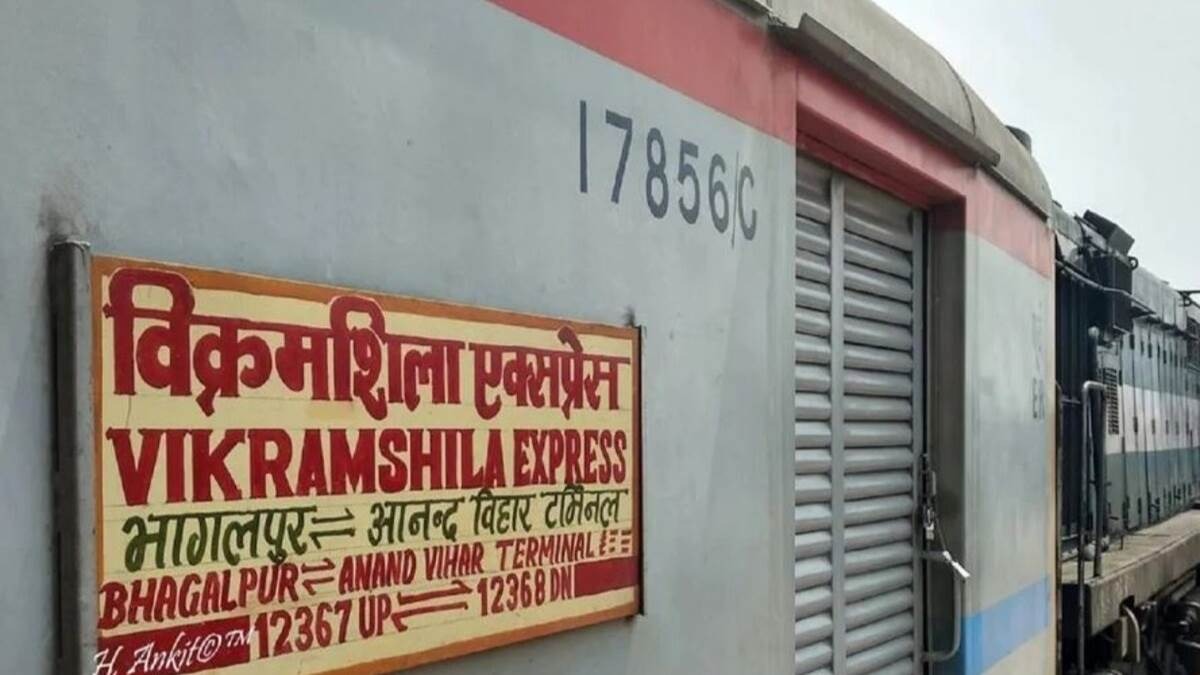 17856/C
विक्रमशिला एक्सप्रेस
VIKRAMSHILA EXPRESS
भागलपुर ⇌ आनन्द विहार टर्मिनल
BHAGALPUR ⇌ ANAND VIHAR TERMINAL
12367 UP ⇌ 12368 DN
H. Ankit©™